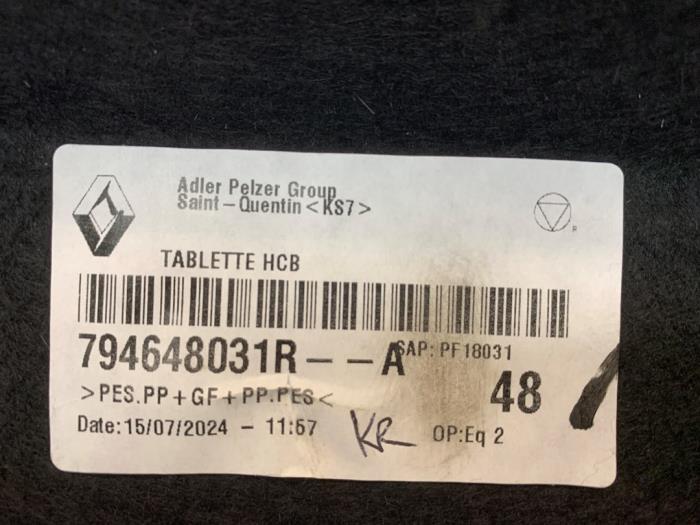 Adler Pelzer Group
Saint-Quentin <KS7>
R
TABLETTE HCB
794648031R---A SAP: PF18031
>PES.PP+GF+PP.PES< 48
Date: 15/07/2024 - 11:57 KR OP:Eq 2